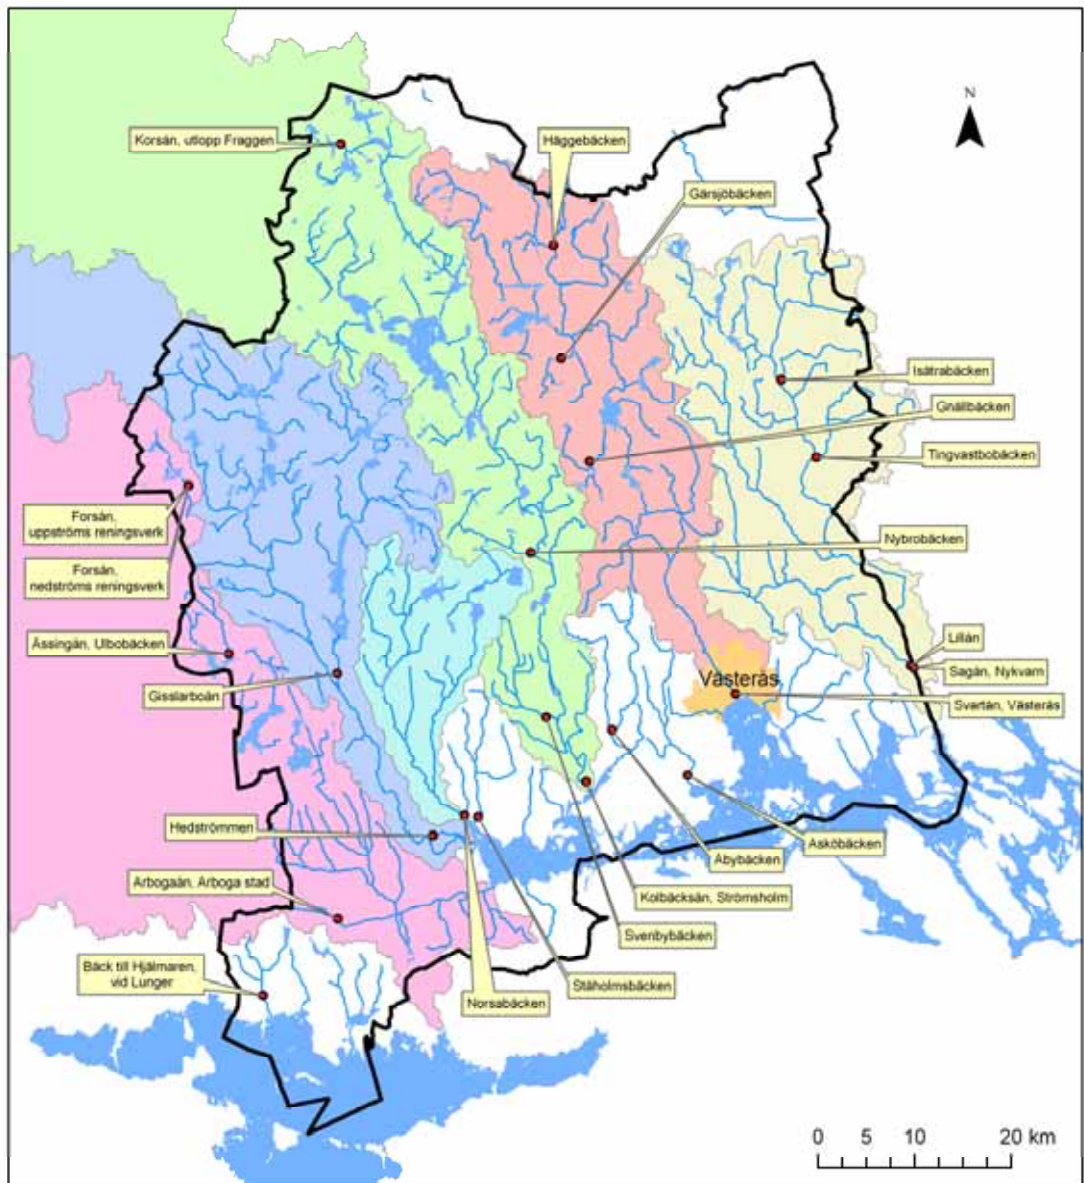 N
Korsån, utlopp Fraggen
Häggebäcken
Gärsjöbäcken
Isätrabäcken
Gnällbäcken
Tingvastbobäcken
Forsån,
uppströms reningsverk
Nybrobäcken
Forsån,
nedströms reningsverk
Lillån
Åssingån, Ulbobäcken
Sagån, Nykvarn
Västerås
Gisslarboån
Svartån, Västerås
Hedströmmen
Asköbäcken
Åbybäcken
Arbogaån, Arboga stad
Kolbäcksån, Strömsholm
Svenbybäcken
Bäck till Hjälmaren,
vid Lunger
Ståholmsbäcken
Norsabäcken
0 5 10 20 km